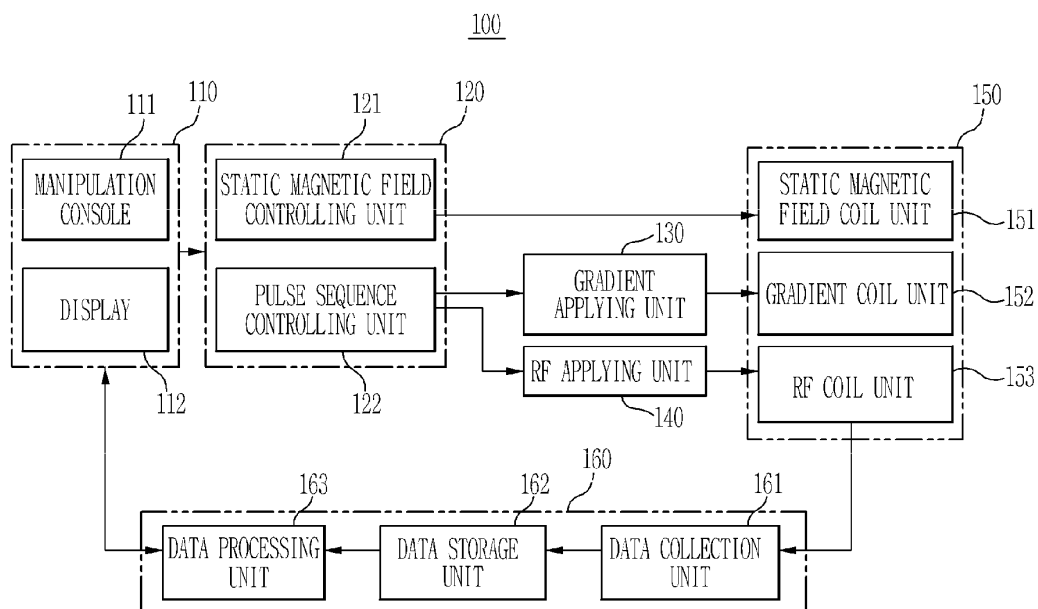 100
111
110
121
120
150
MANIPULATION
CONSOLE
STATIC MAGNETIC FIELD
CONTROLLING UNIT
STATIC MAGNETIC
FIELD COIL UNIT
151
130
DISPLAY
PULSE SEQUENCE
CONTROLLING UNIT
GRADIENT
APPLYING UNIT
GRADIENT COIL UNIT
152
RF APPLYING UNIT
RF COIL UNIT
153
112
122
140
163
162
160
161
DATA PROCESSING
UNIT
DATA STORAGE
UNIT
DATA COLLECTION
UNIT